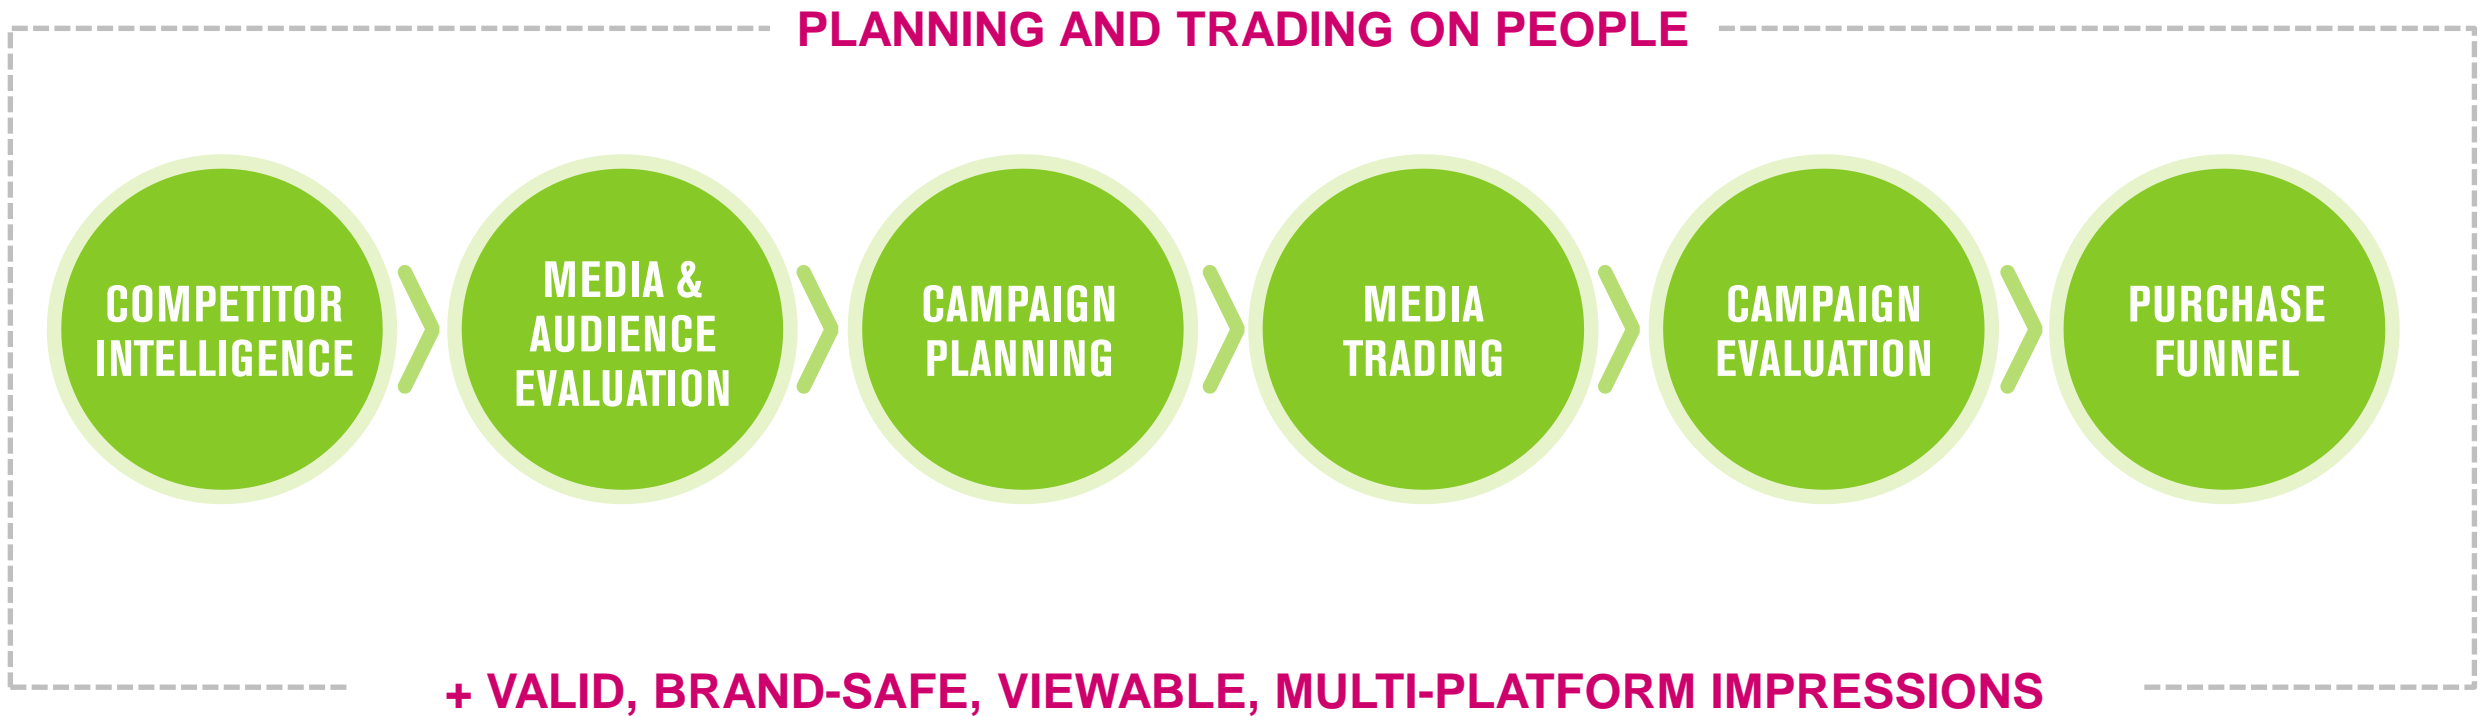 PLANNING AND TRADING ON PEOPLE
COMPETITOR
INTELLIGENCE
MEDIA &
AUDIENCE
EVALUATION
CAMPAIGN
PLANNING
MEDIA
TRADING
CAMPAIGN
EVALUATION
PURCHASE
FUNNEL
+ VALID, BRAND-SAFE, VIEWABLE, MULTI-PLATFORM IMPRESSIONS